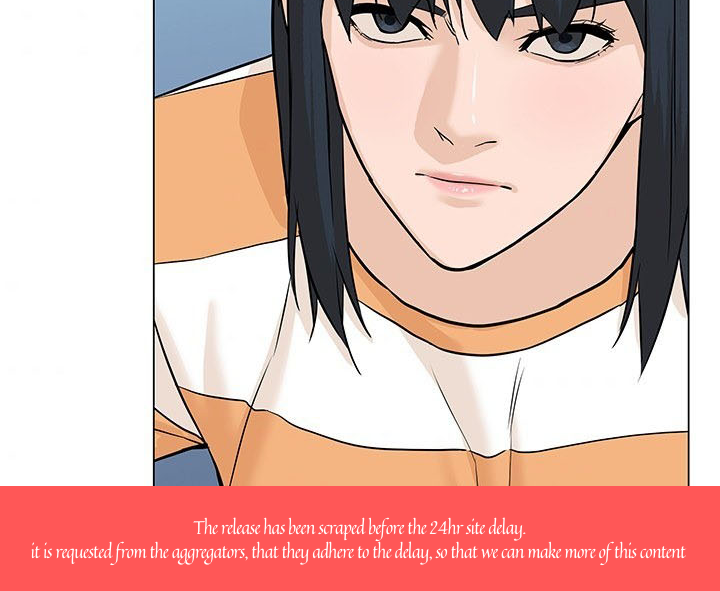 The release has been scraped before the 24hr site delay.
it is requested from the aggregators, that they adhere to the delay, so that we can make more of this content